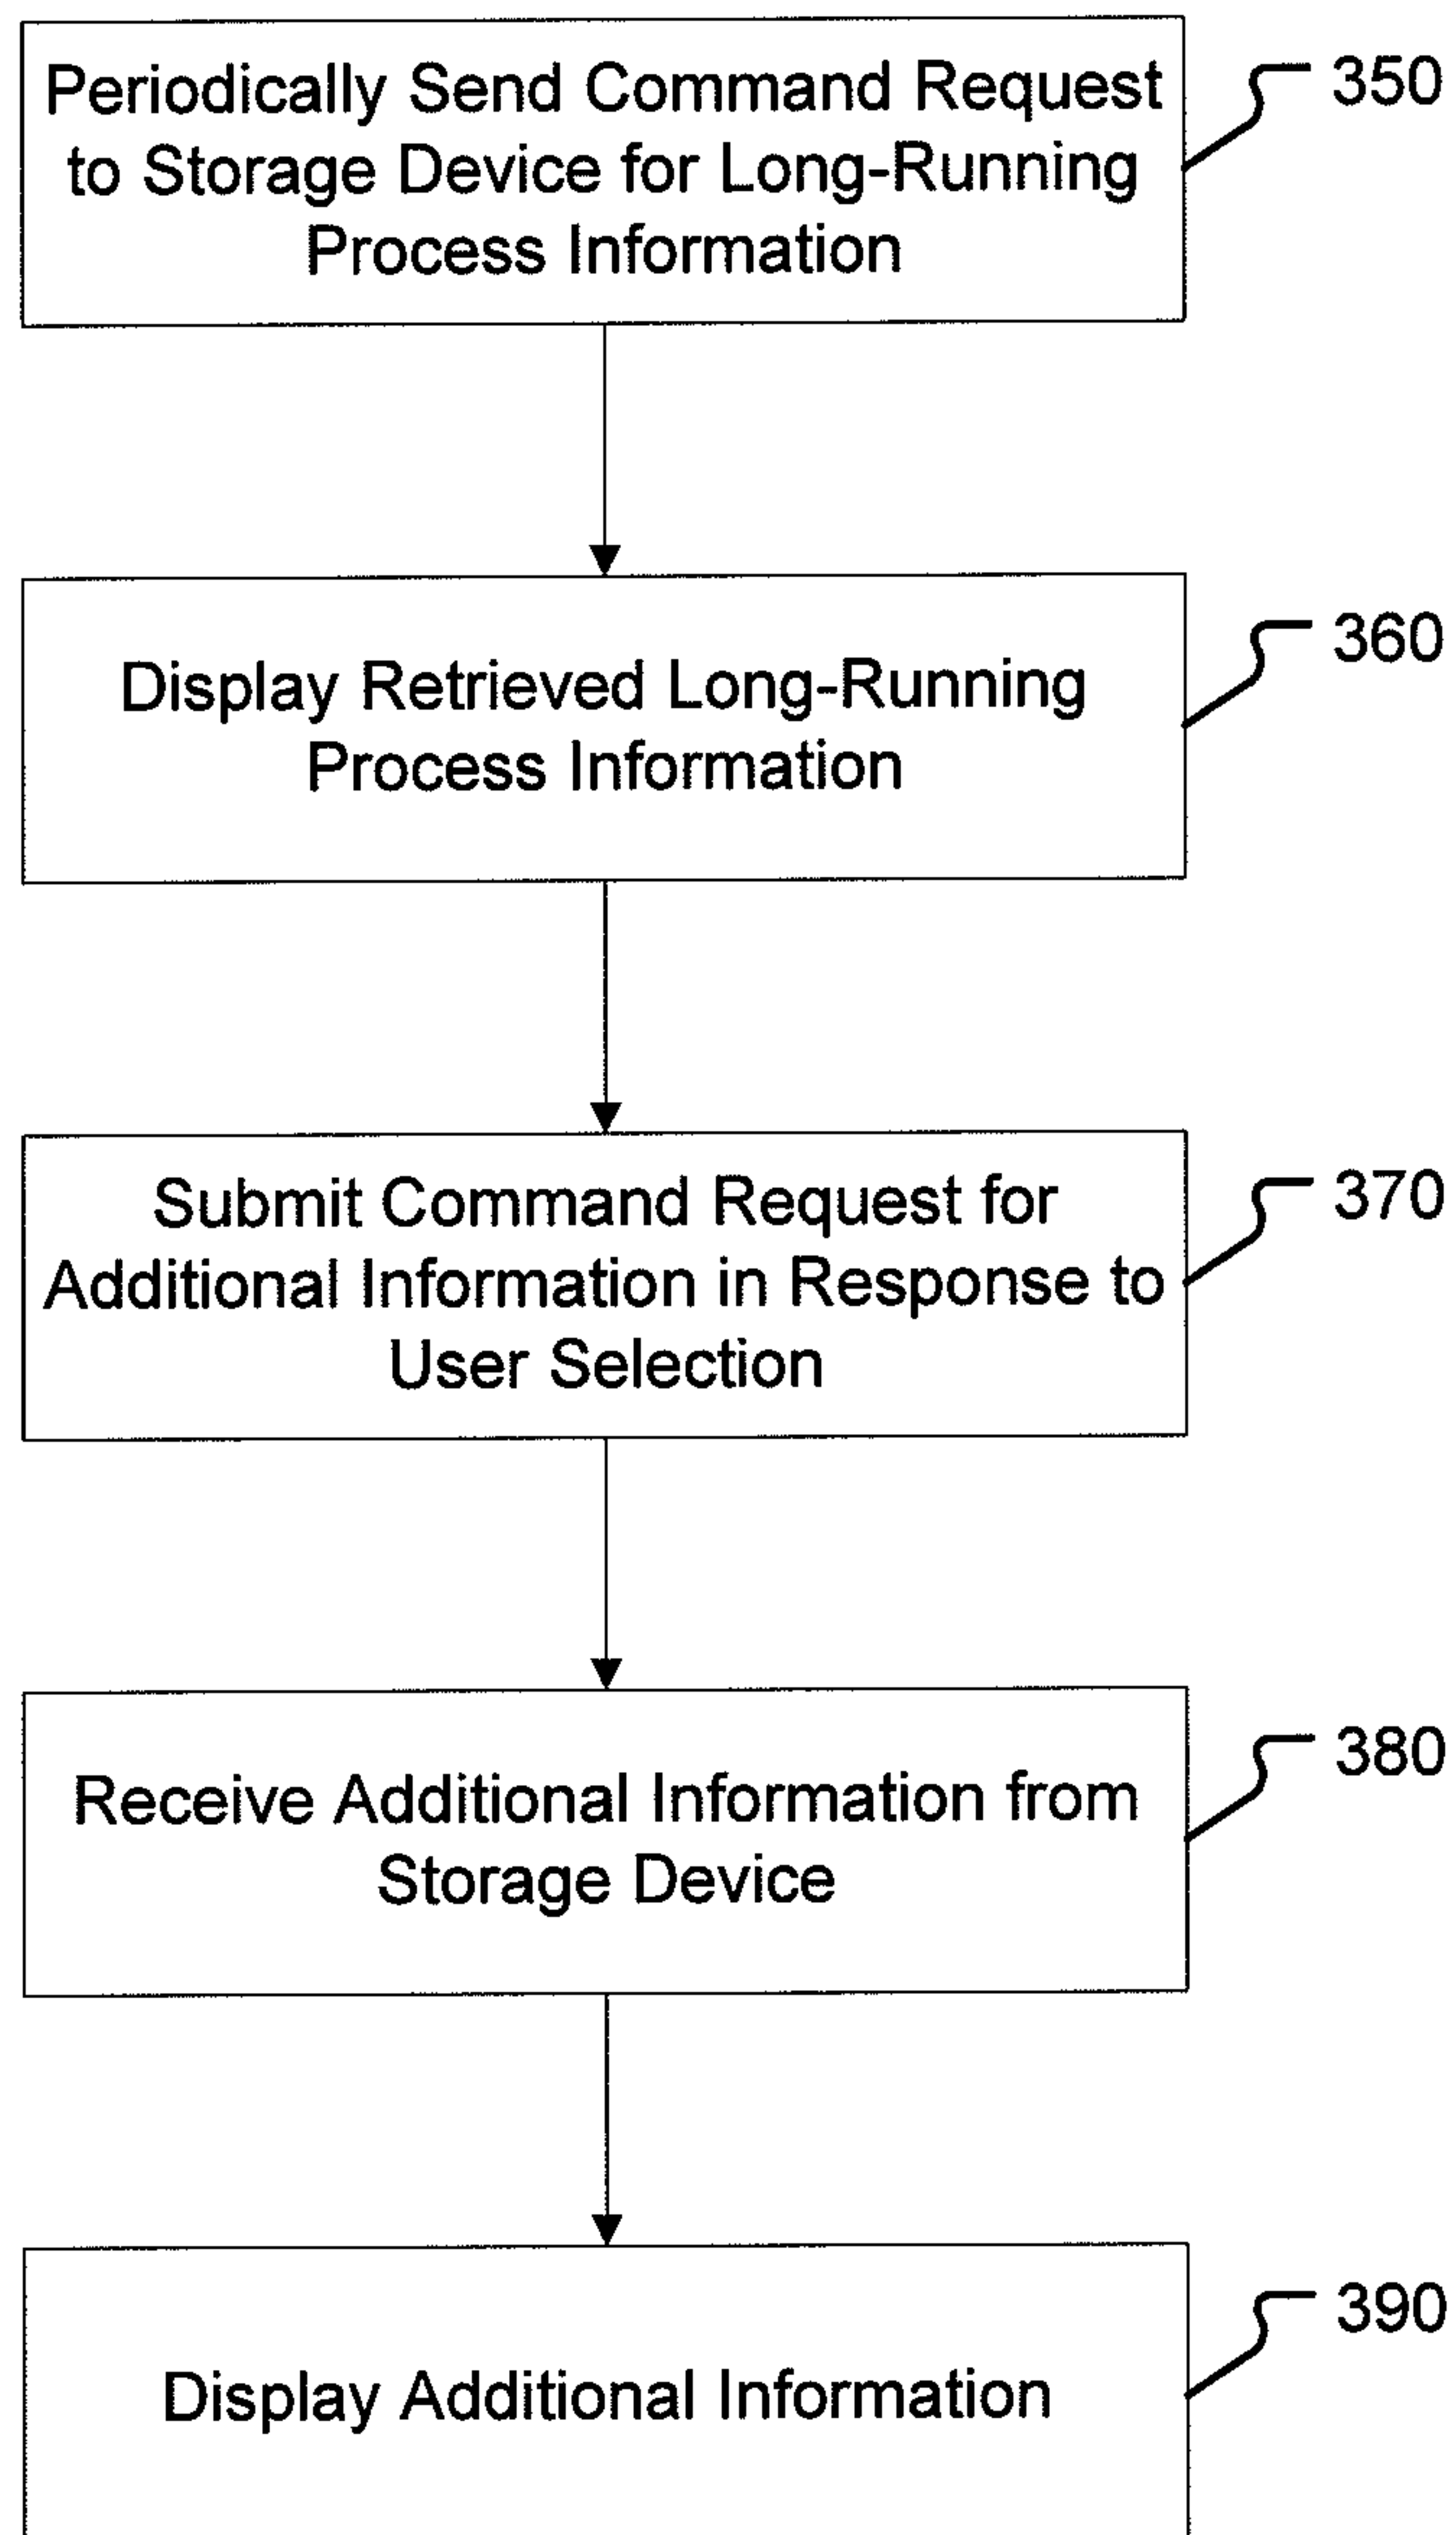 Periodically Send Command Request
to Storage Device for Long-Running
Process Information
350
Display Retrieved Long-Running
Process Information
360
Submit Command Request for
Additional Information in Response to
User Selection
370
Receive Additional Information from
Storage Device
380
Display Additional Information
390